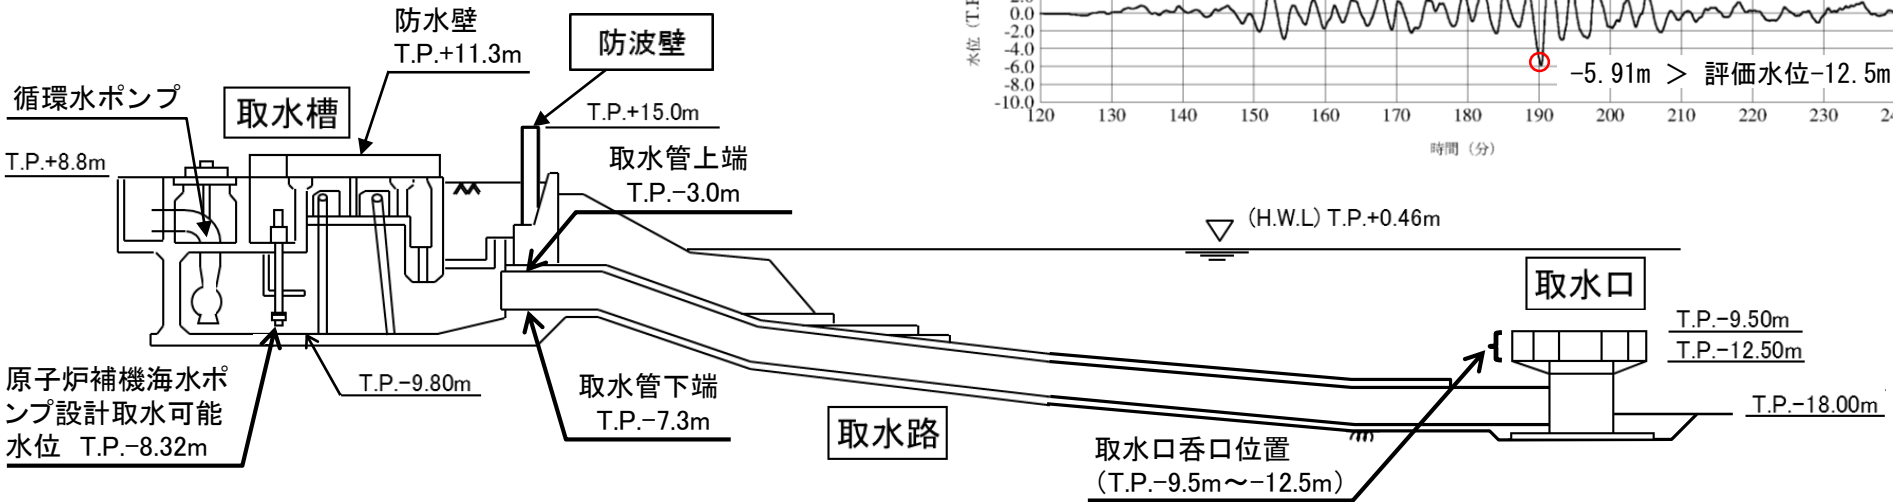 防水壁
T.P.+11.3m
防波壁
循環水ポンプ
取水槽
T.P.+15.0m
T.P.+8.8m
取水管上端
T.P.-3.0m
(H.W.L) T.P.+0.46m
取水口
T.P.-9.50m
T.P.-12.50m
T.P.-18.00m
原子炉補機海水ポ
ンプ設計取水可能
水位 T.P.-8.32m
T.P.-9.80m
取水管下端
T.P.-7.3m
取水路
取水口呑口位置
(T.P.-9.5m～-12.5m)
水位
0.0
-2.0
-4.0
-6.0
-8.0
-10.0
-5.91m ＞ 評価水位-12.5m
120 130 140 150 160 170 180 190 200 210 220 230
時間（分）